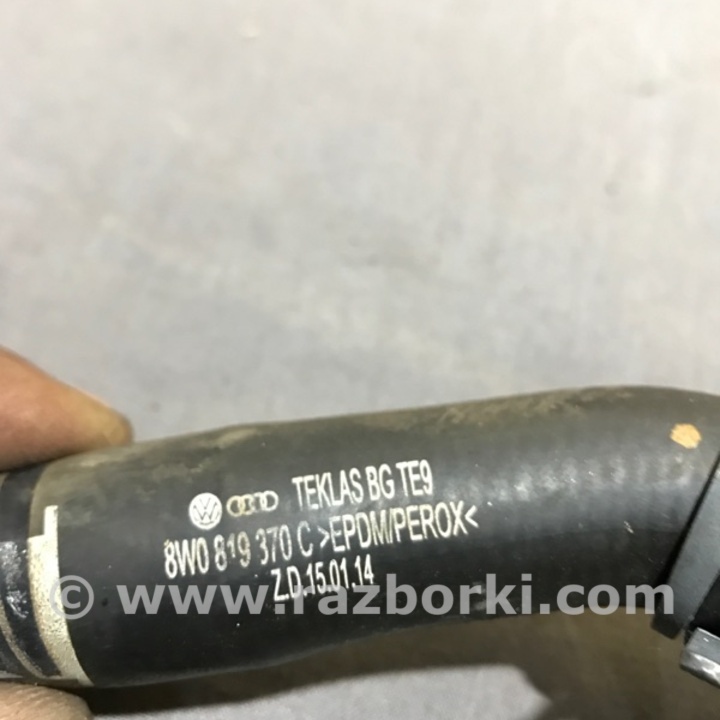 TEKLAS BG TE9
8W0 819 370 C >EPDM/PEROX<
Z.D.15.01.14
© www.razborki.com